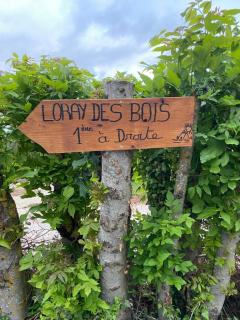 LORAY DES BOIS
1ère à Droite